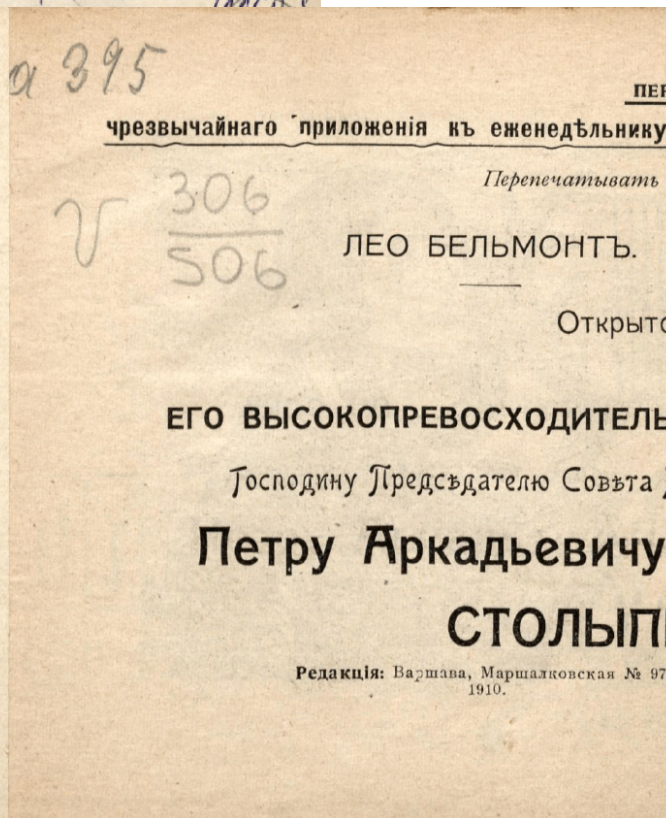 а 395
ПЕР
чрезвычайнаго приложенія къ еженедѣльнику
Перепечатывать
306
506
ЛЕО БЕЛЬМОНТЪ.
Открыто
ЕГО ВЫСОКОПРЕВОСХОДИТЕЛЬ
Господину Предсѣдателю Совѣта
Петру Аркадьевичу
СТОЛЫП
Редакція: Варшава, Маршалковская № 97
1910.